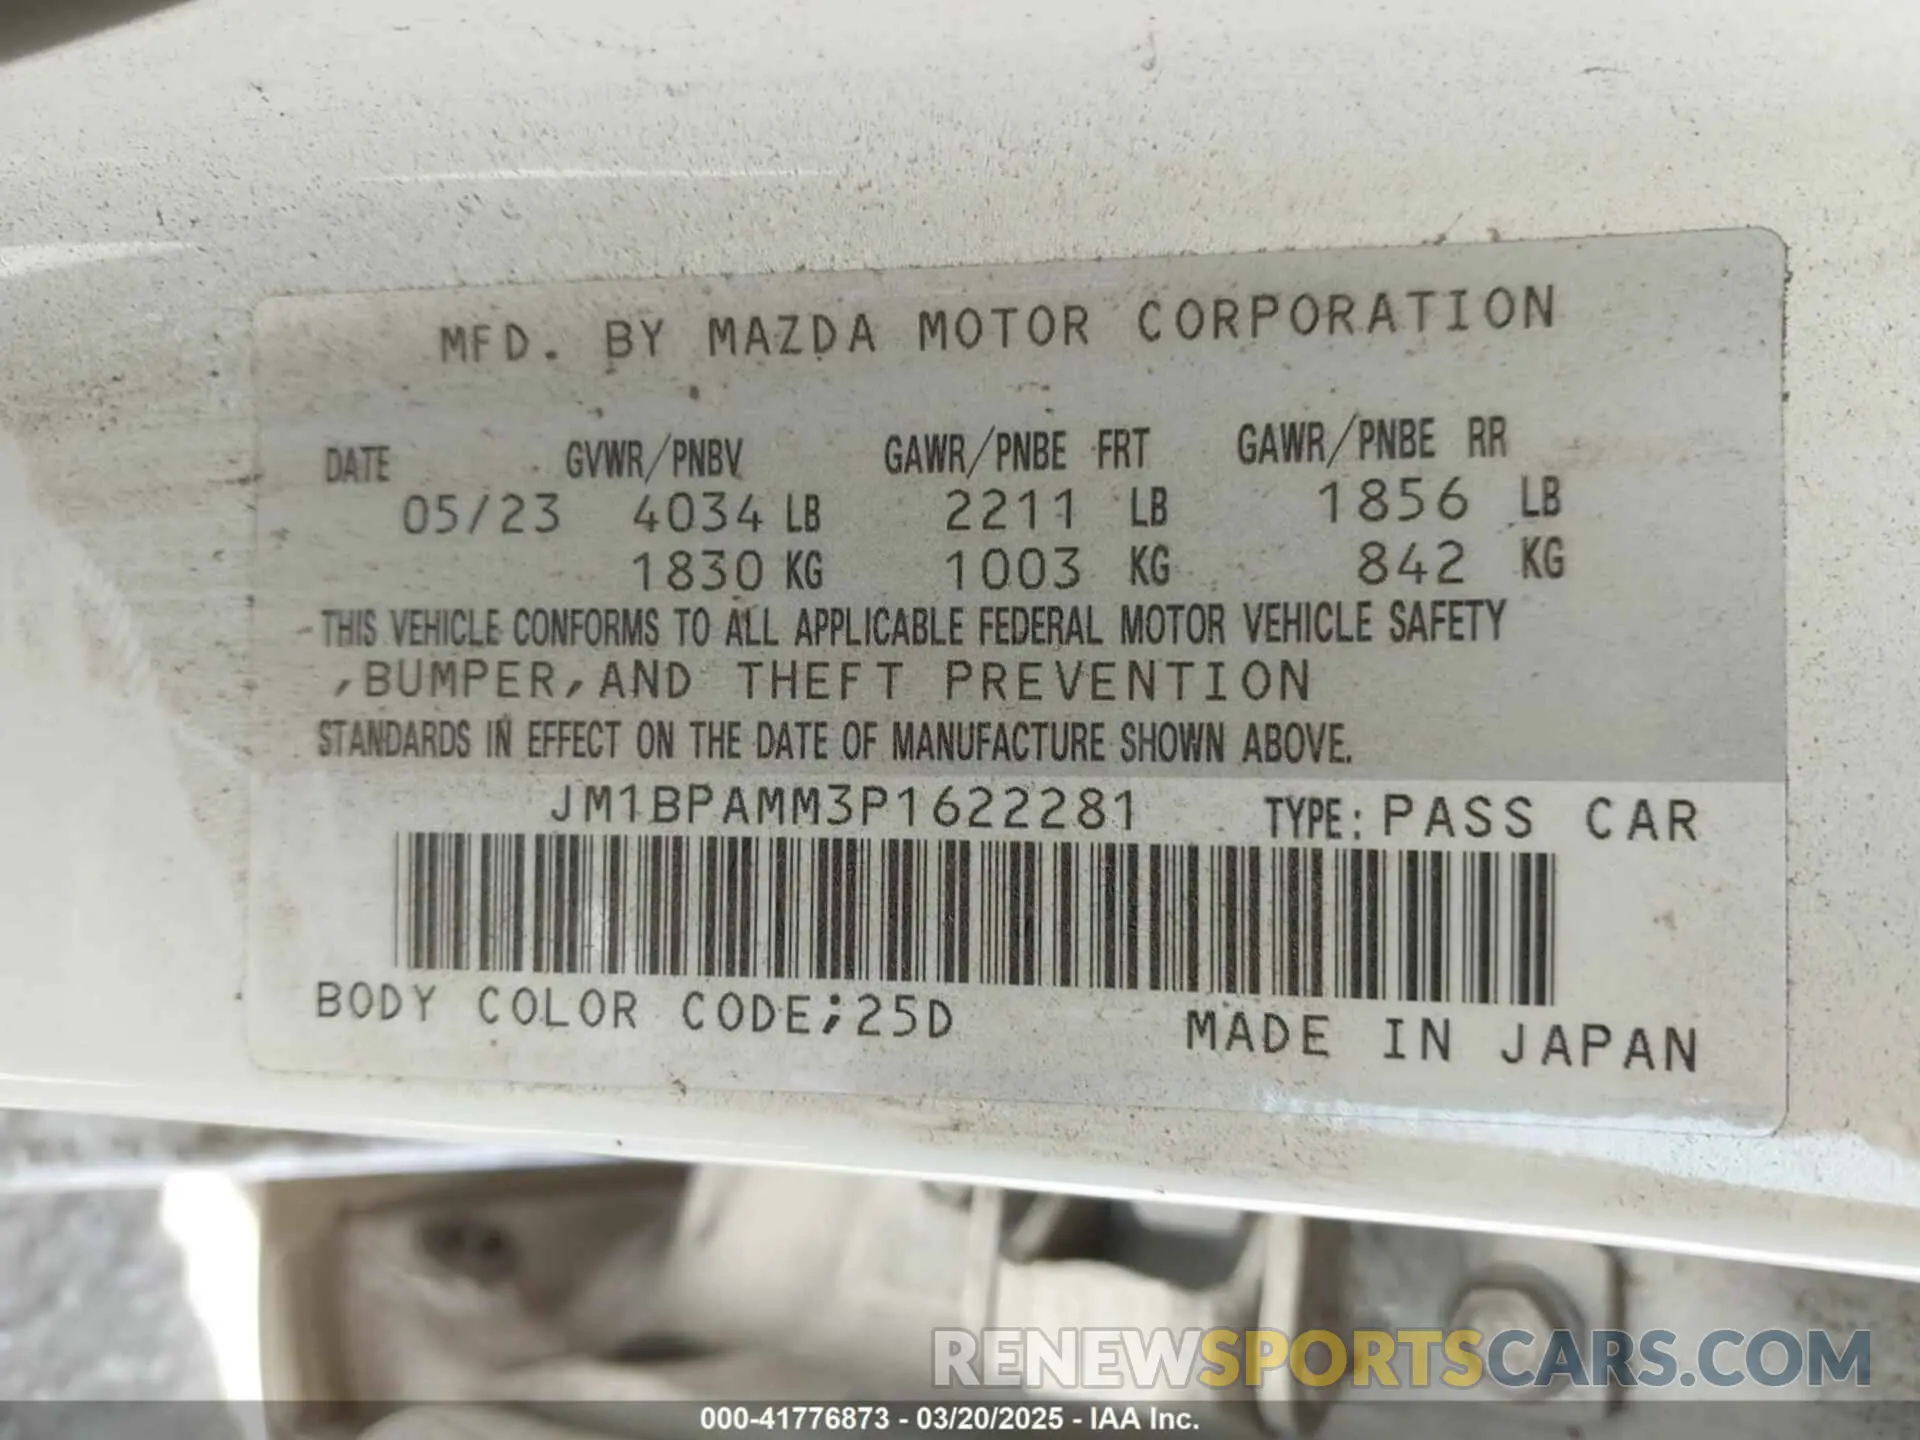 MFD. BY MAZDA MOTOR CORPORATION
DATE GVWR/PNBV GAWR/PNBE FRT GAWR/PNBE RR
05/23 4034 LB 2211 LB 1856 LB
1830 KG 1003 KG 842 KG
THIS VEHICLE CONFORMS TO ALL APPLICABLE FEDERAL MOTOR VEHICLE SAFETY
,BUMPER,AND THEFT PREVENTION
STANDARDS IN EFFECT ON THE DATE OF MANUFACTURE SHOWN ABOVE.
JM1BPAMM3P1622281 TYPE: PASS CAR
BODY COLOR CODE;25D MADE IN JAPAN
RENEWSPORTSCARS.COM
000-41776873 - 03/20/2025 - IAA Inc.